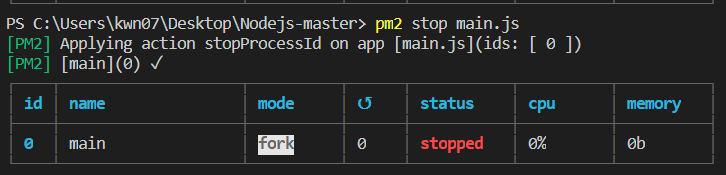 PS C:\Users\kwn07\Desktop\Nodejs-master> pm2 stop main.js
[PM2] Applying action stopProcessId on app [main.js](ids: [ 0 ])
[PM2] [main](0) ✓
id name mode ↺ status cpu memory
0 main fork 0 stopped 0% 0b